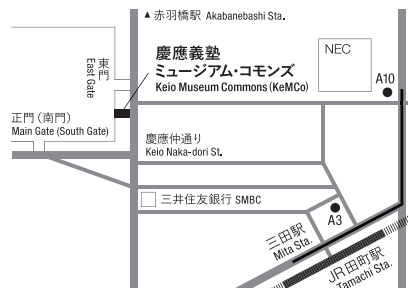 ▲ 赤羽橋駅 Akabanebashi Sta.
慶應義塾
ミュージアム・コモンズ
Keio Museum Commons (KeMCo)
NEC
A10
東門
East Gate
正門(南門)
Main Gate (South Gate)
慶應仲通り
Keio Naka-dori St.
三井住友銀行 SMBC
A3
三田駅
Mita Sta.
JR田町駅
Tamachi Sta.